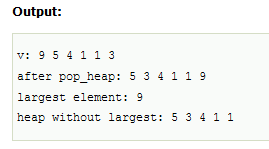 Output:
v: 9 5 4 1 1 3
after pop_heap: 5 3 4 1 1 9
largest element: 9
heap without largest: 5 3 4 1 1